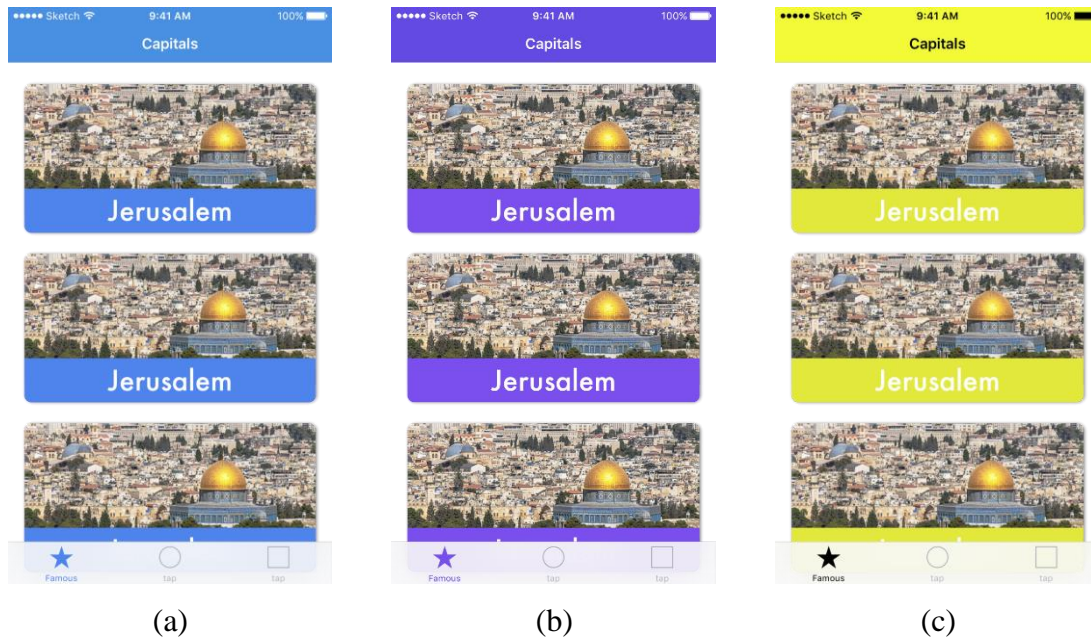 Sketch 9:41 AM 100%
Capitals
Jerusalem
Jerusalem
Famous tap tap
(a)
Sketch 9:41 AM 100%
Capitals
Jerusalem
Jerusalem
Famous tap tap
(b)
Sketch 9:41 AM 100%
Capitals
Jerusalem
Jerusalem
Famous tap tap
(c)